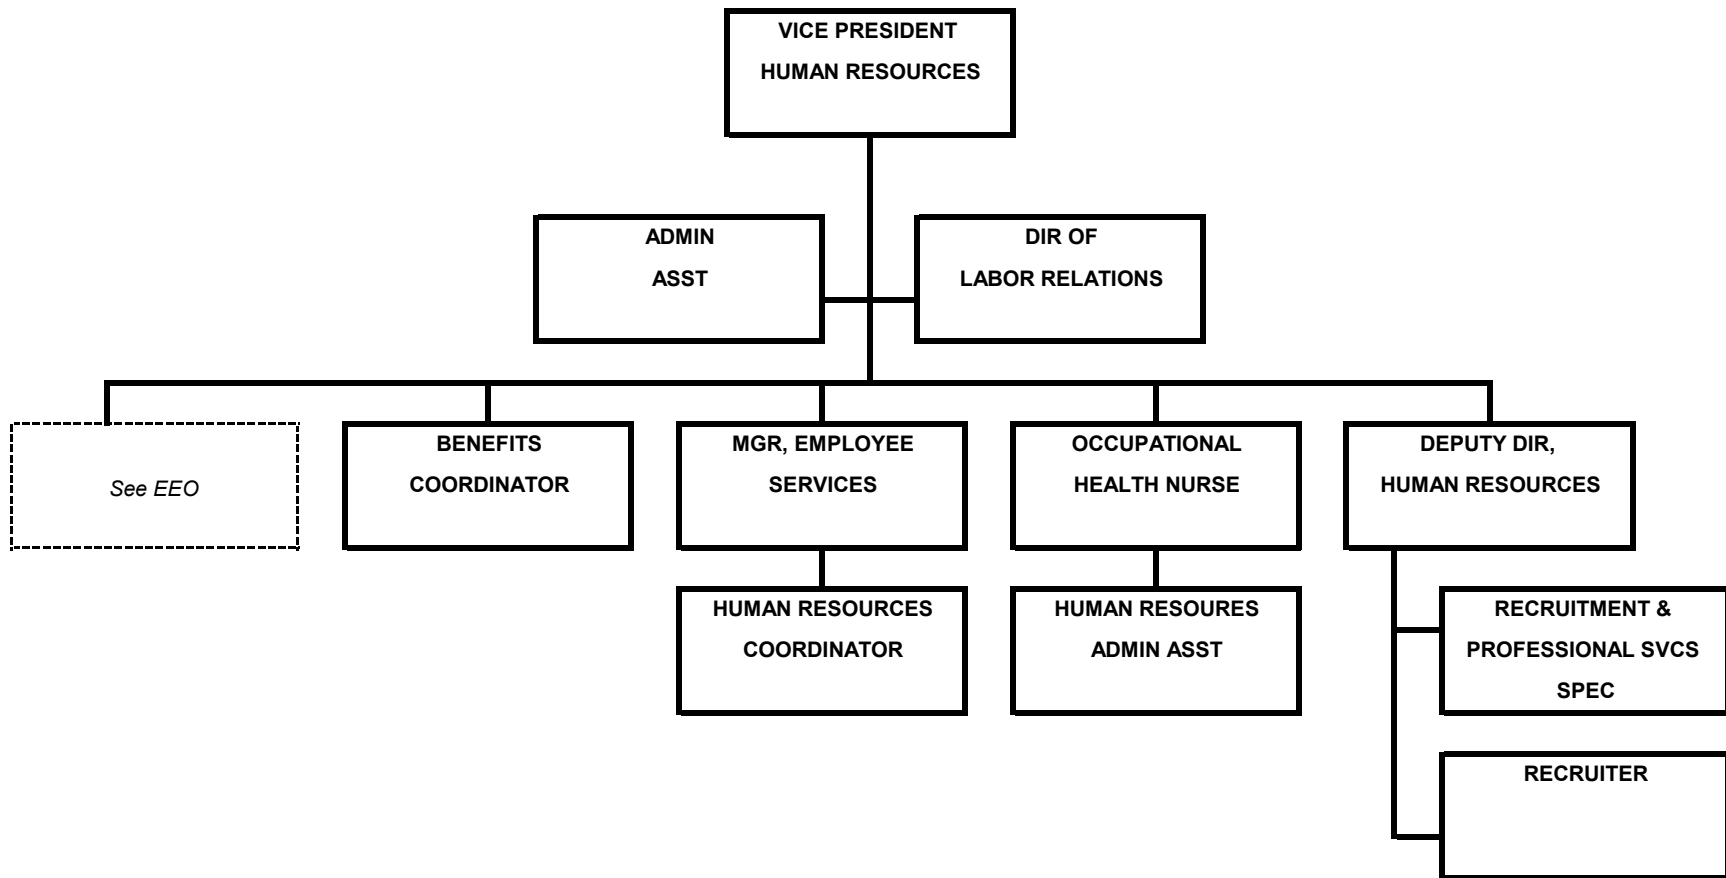 VICE PRESIDENT
HUMAN RESOURCES
ADMIN
ASST
DIR OF
LABOR RELATIONS
See EEO
BENEFITS
COORDINATOR
MGR, EMPLOYEE
SERVICES
OCCUPATIONAL
HEALTH NURSE
DEPUTY DIR,
HUMAN RESOURCES
HUMAN RESOURCES
COORDINATOR
HUMAN RESOURES
ADMIN ASST
RECRUITMENT &
PROFESSIONAL SVCS
SPEC
RECRUITER